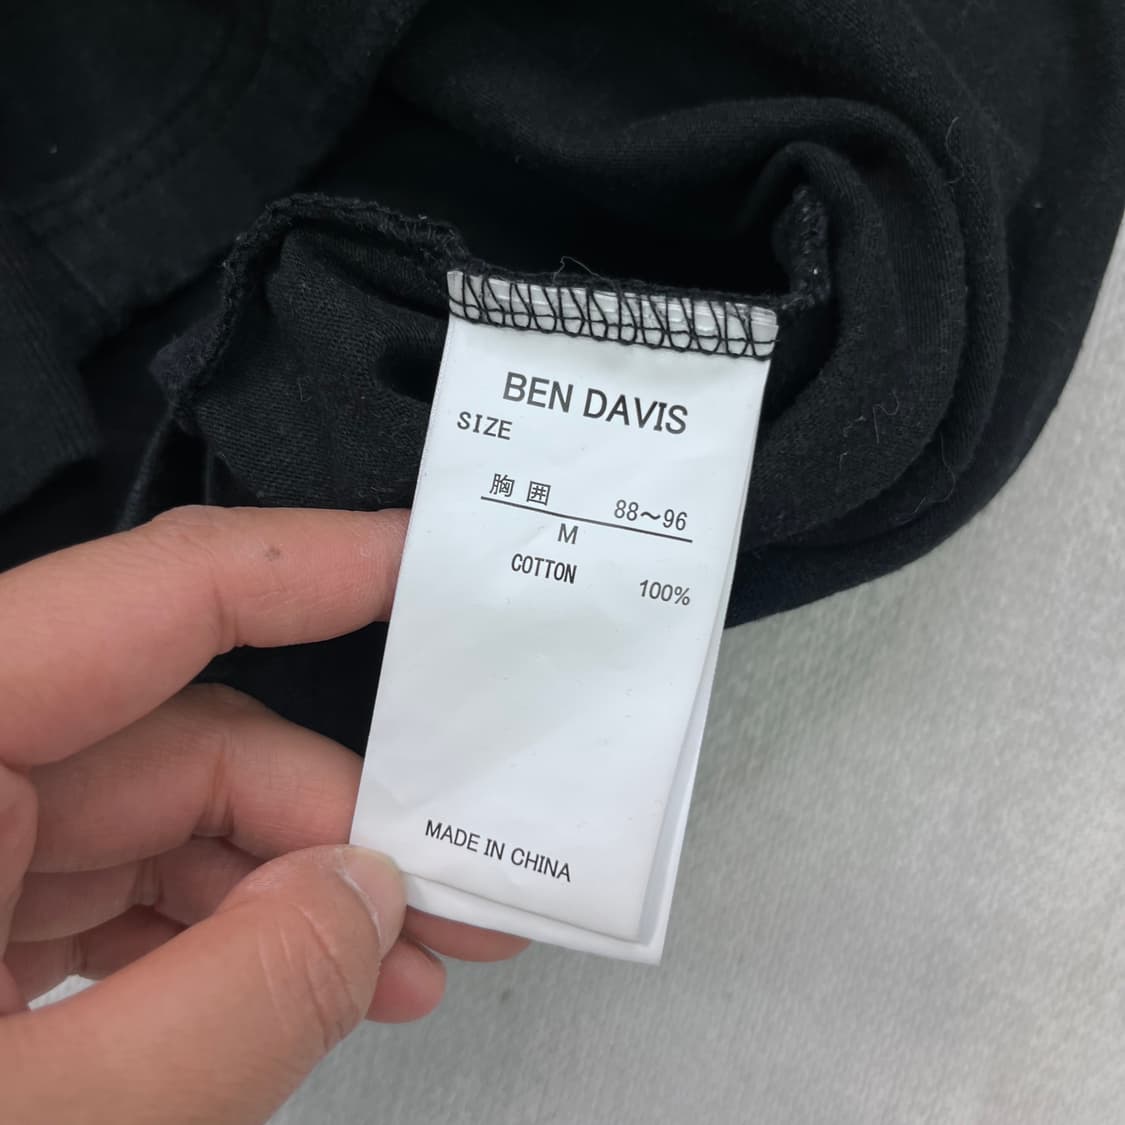 BEN DAVIS
SIZE
胸囲 88～96
M
COTTON 100%
MADE IN CHINA